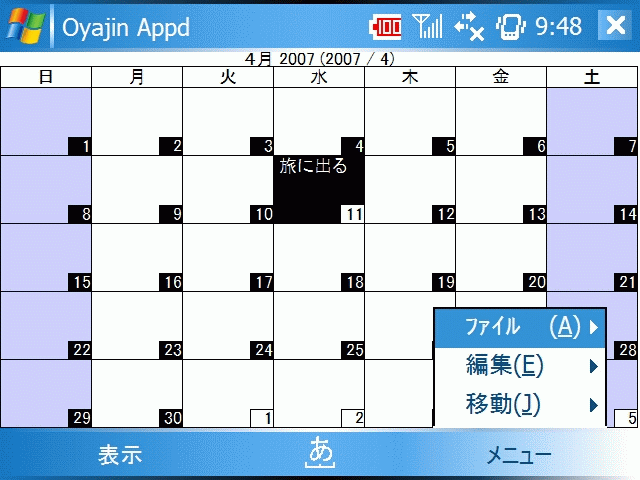 Oyajin Appd 100 9:48
4月 2007 (2007 / 4)
日 月 火 水 木 金 土
1 2 3 4 5 6 7
旅に出る
8 9 10 11 12 13 14
15 16 17 18 19 20 21
ファイル (A)
22 23 24 25 28
編集(E)
移動(J)
29 30 1 2 5
表示 あ メニュー